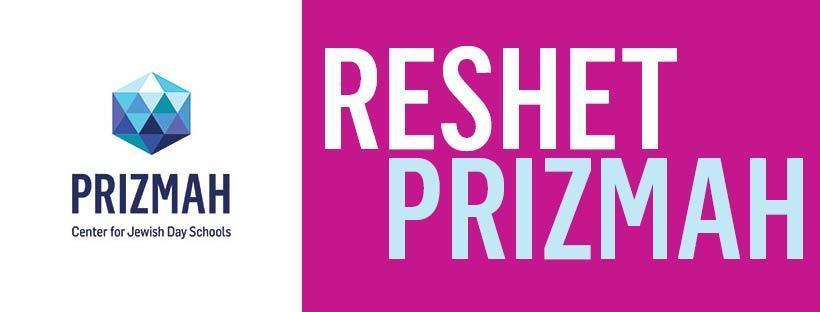 PRIZMAH
Center for Jewish Day Schools
RESHET
PRIZMAH